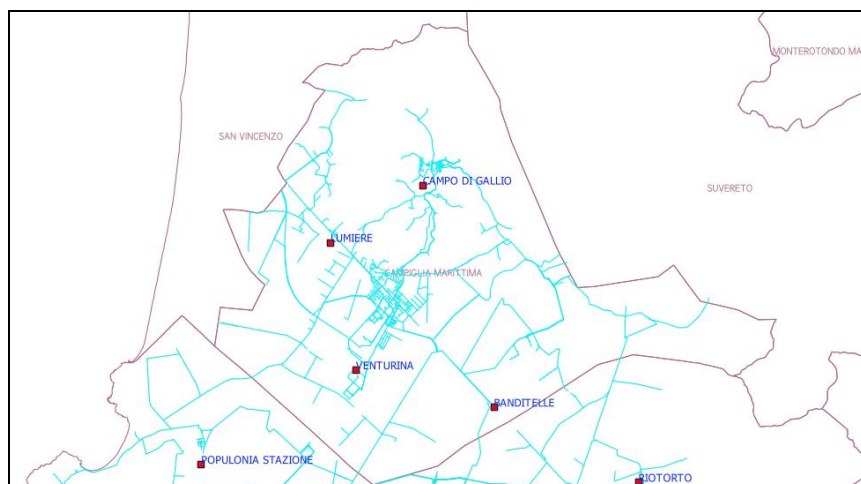 MONTEROTONDO MA
SAN VINCENZO
CAMPO DI GALLIO
SUVERETO
LUMIERE
CAMPIGLIA MARITTIMA
VENTURINA
BANDITELLE
POPULONIA STAZIONE
RIOTORTO